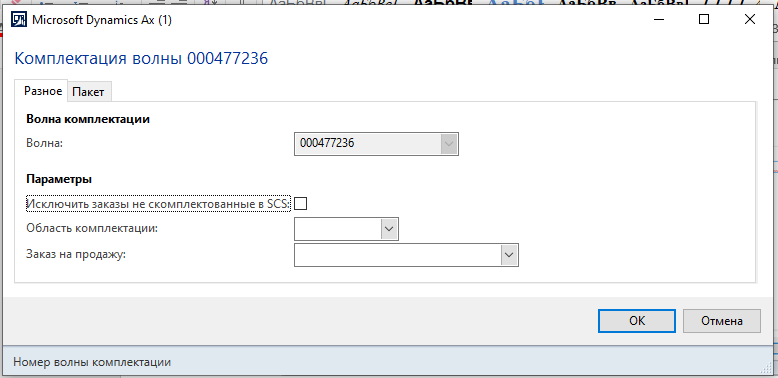 Microsoft Dynamics Ax (1)
Комплектация волны 000477236
Разное Пакет
Волна комплектации
Волна: 000477236
Параметры
Исключить заказы не скомплектованные в SCS:
Область комплектации:
Заказ на продажу:
ОК Отмена
Номер волны комплектации